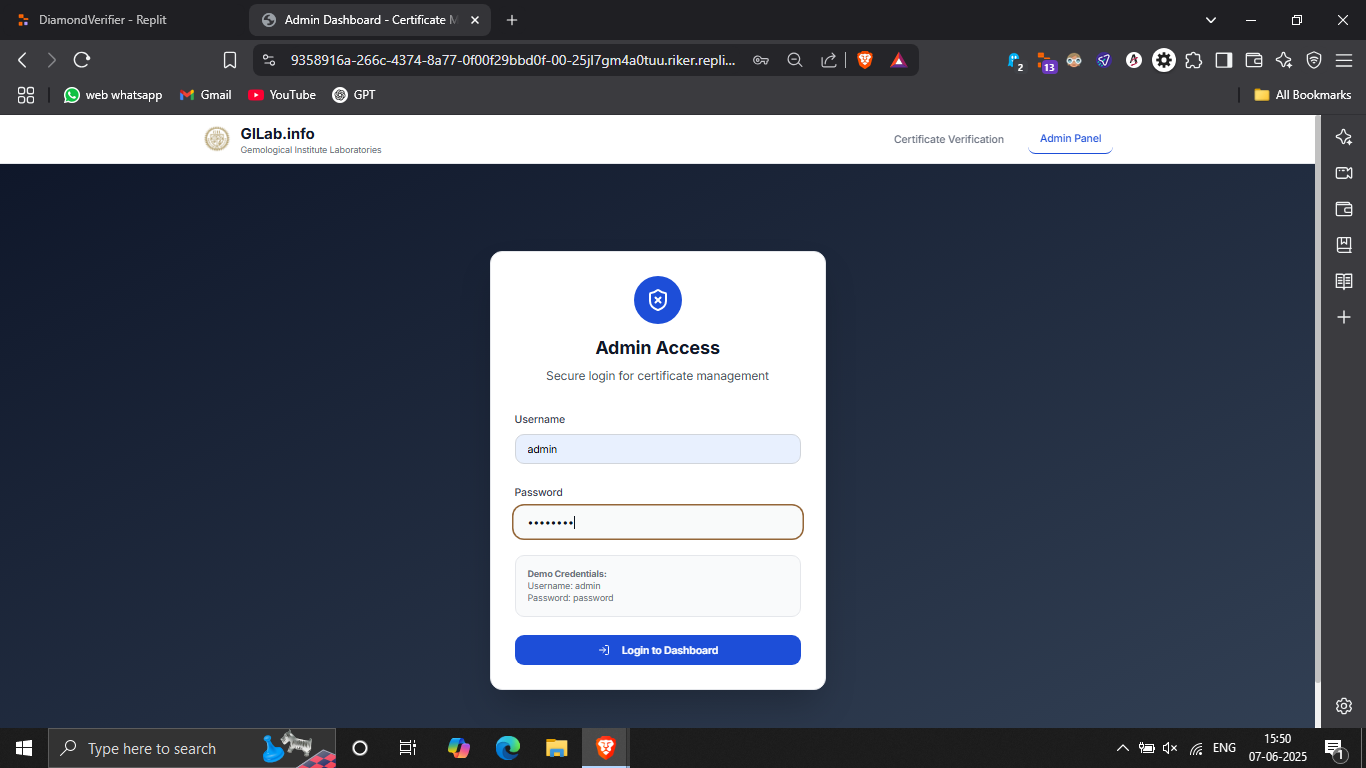 DiamondVerifier - Replit
Admin Dashboard - Certificate M
9358916a-266c-4374-8a77-0f00f29bbd0f-00-25jl7gm4a0tuu.riker.repli...
2
13
web whatsapp
Gmail
YouTube
GPT
All Bookmarks
GILab.info
Gemological Institute Laboratories
Certificate Verification
Admin Panel
Admin Access
Secure login for certificate management
Username
admin
Password
••••••••
Demo Credentials:
Username: admin
Password: password
Login to Dashboard
Type here to search
ENG
15:50
07-06-2025
1